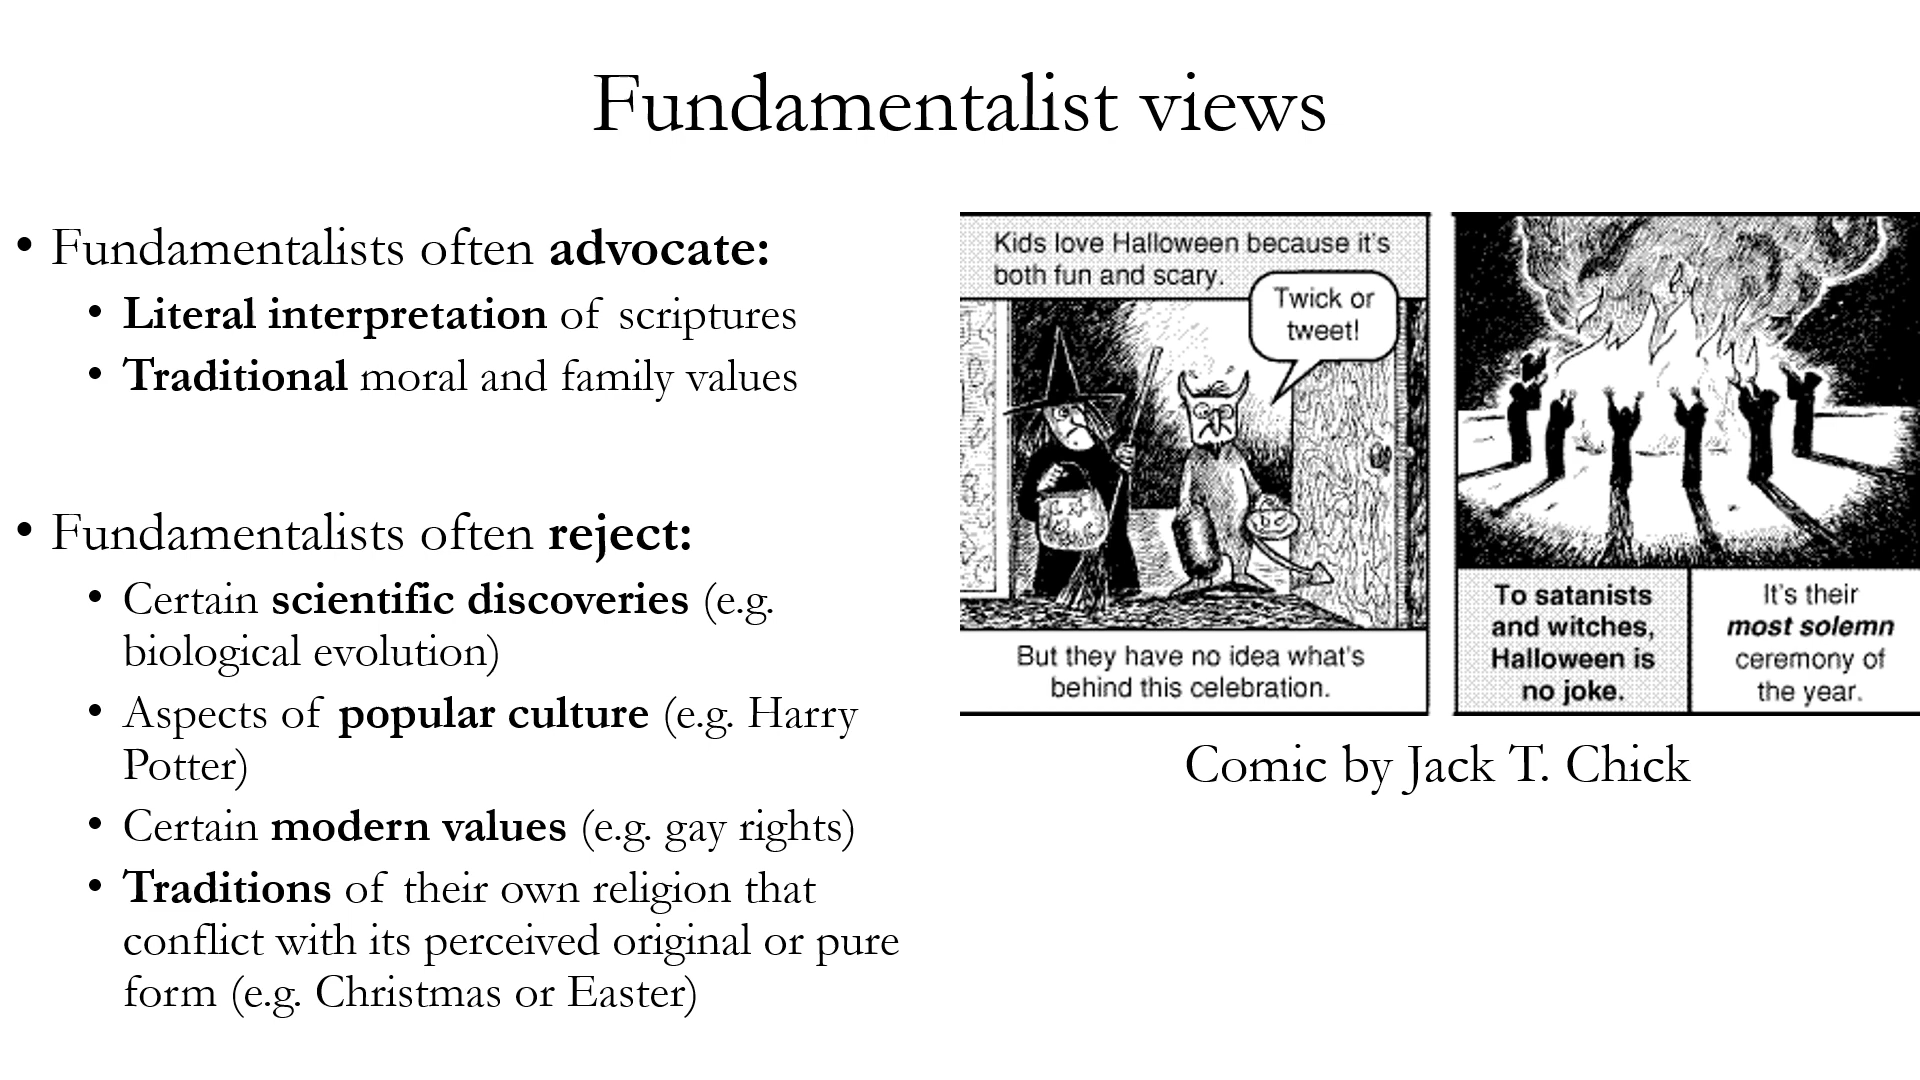 Fundamentalist views
• Fundamentalists often advocate:
• Literal interpretation of scriptures
• Traditional moral and family values
• Fundamentalists often reject:
• Certain scientific discoveries (e.g.
biological evolution)
• Aspects of popular culture (e.g. Harry
Potter)
• Certain modern values (e.g. gay rights)
• Traditions of their own religion that
conflict with its perceived original or pure
form (e.g. Christmas or Easter)
Kids love Halloween because it's
both fun and scary.
Twick or
tweet!
But they have no idea what's
behind this celebration.
To satanists
and witches,
Halloween is
no joke.
It's their
most solemn
ceremony of
the year.
Comic by Jack T. Chick